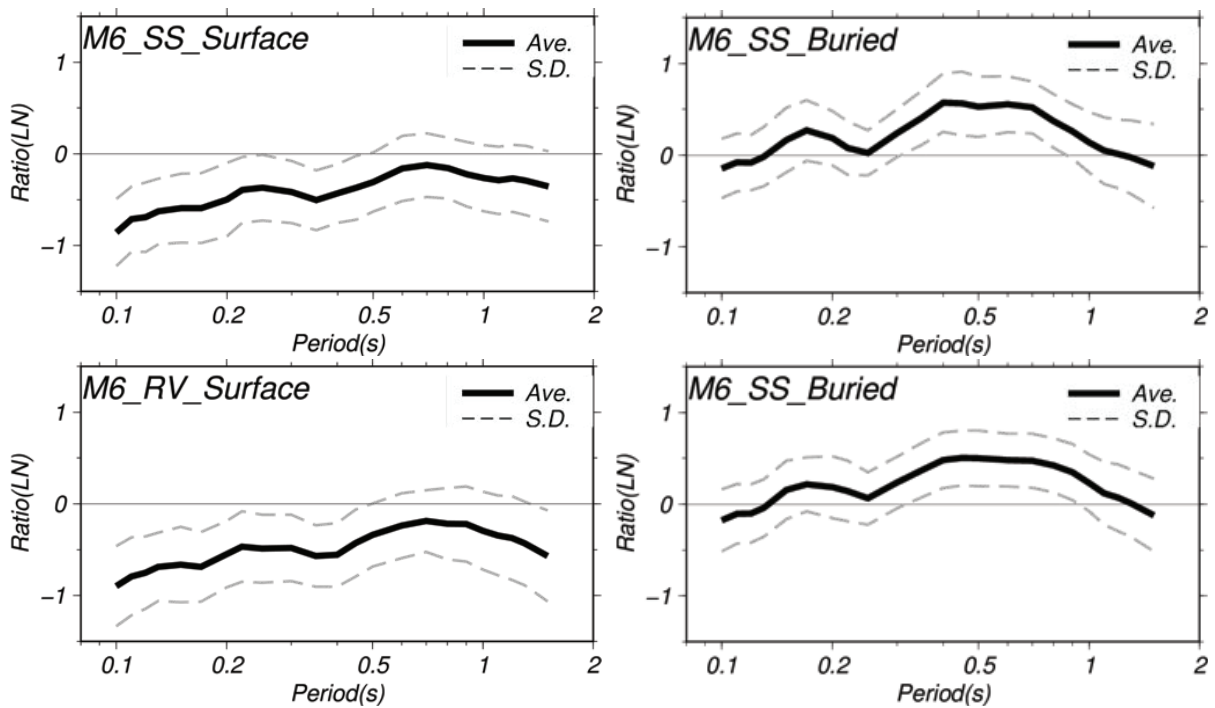 M6_SS_Surface
Ave.
S.D.
Ratio(LN)
1
0
−1
0.1 0.2 0.5 1 2
Period(s)
M6_SS_Buried
Ave.
S.D.
Ratio(LN)
1
0
−1
0.1 0.2 0.5 1 2
Period(s)
M6_RV_Surface
Ave.
S.D.
Ratio(LN)
1
0
−1
0.1 0.2 0.5 1 2
Period(s)
M6_SS_Buried
Ave.
S.D.
Ratio(LN)
1
0
−1
0.1 0.2 0.5 1 2
Period(s)